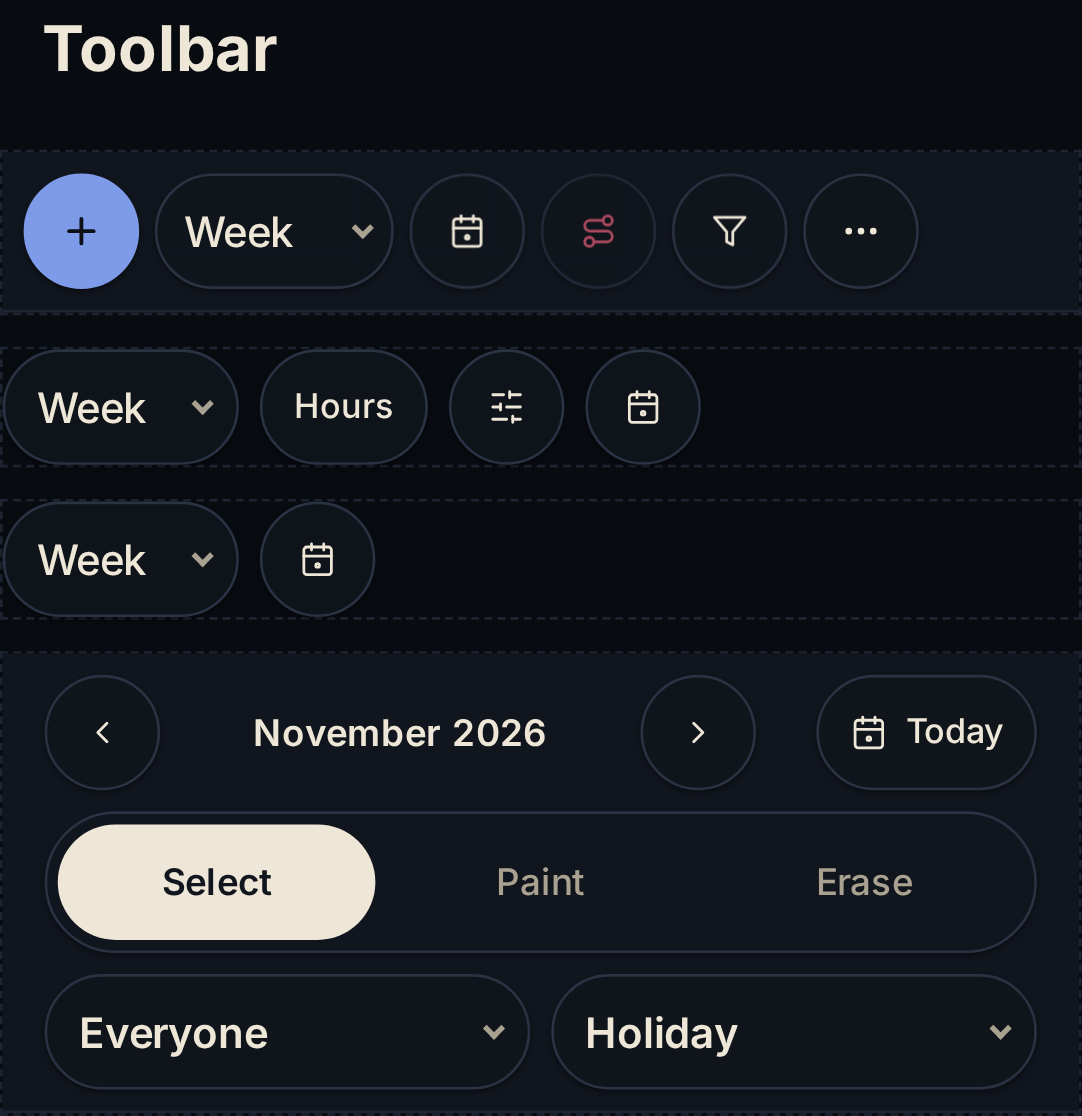 Toolbar
Week
Week Hours
Week
November 2026 Today
Select Paint Erase
Everyone Holiday